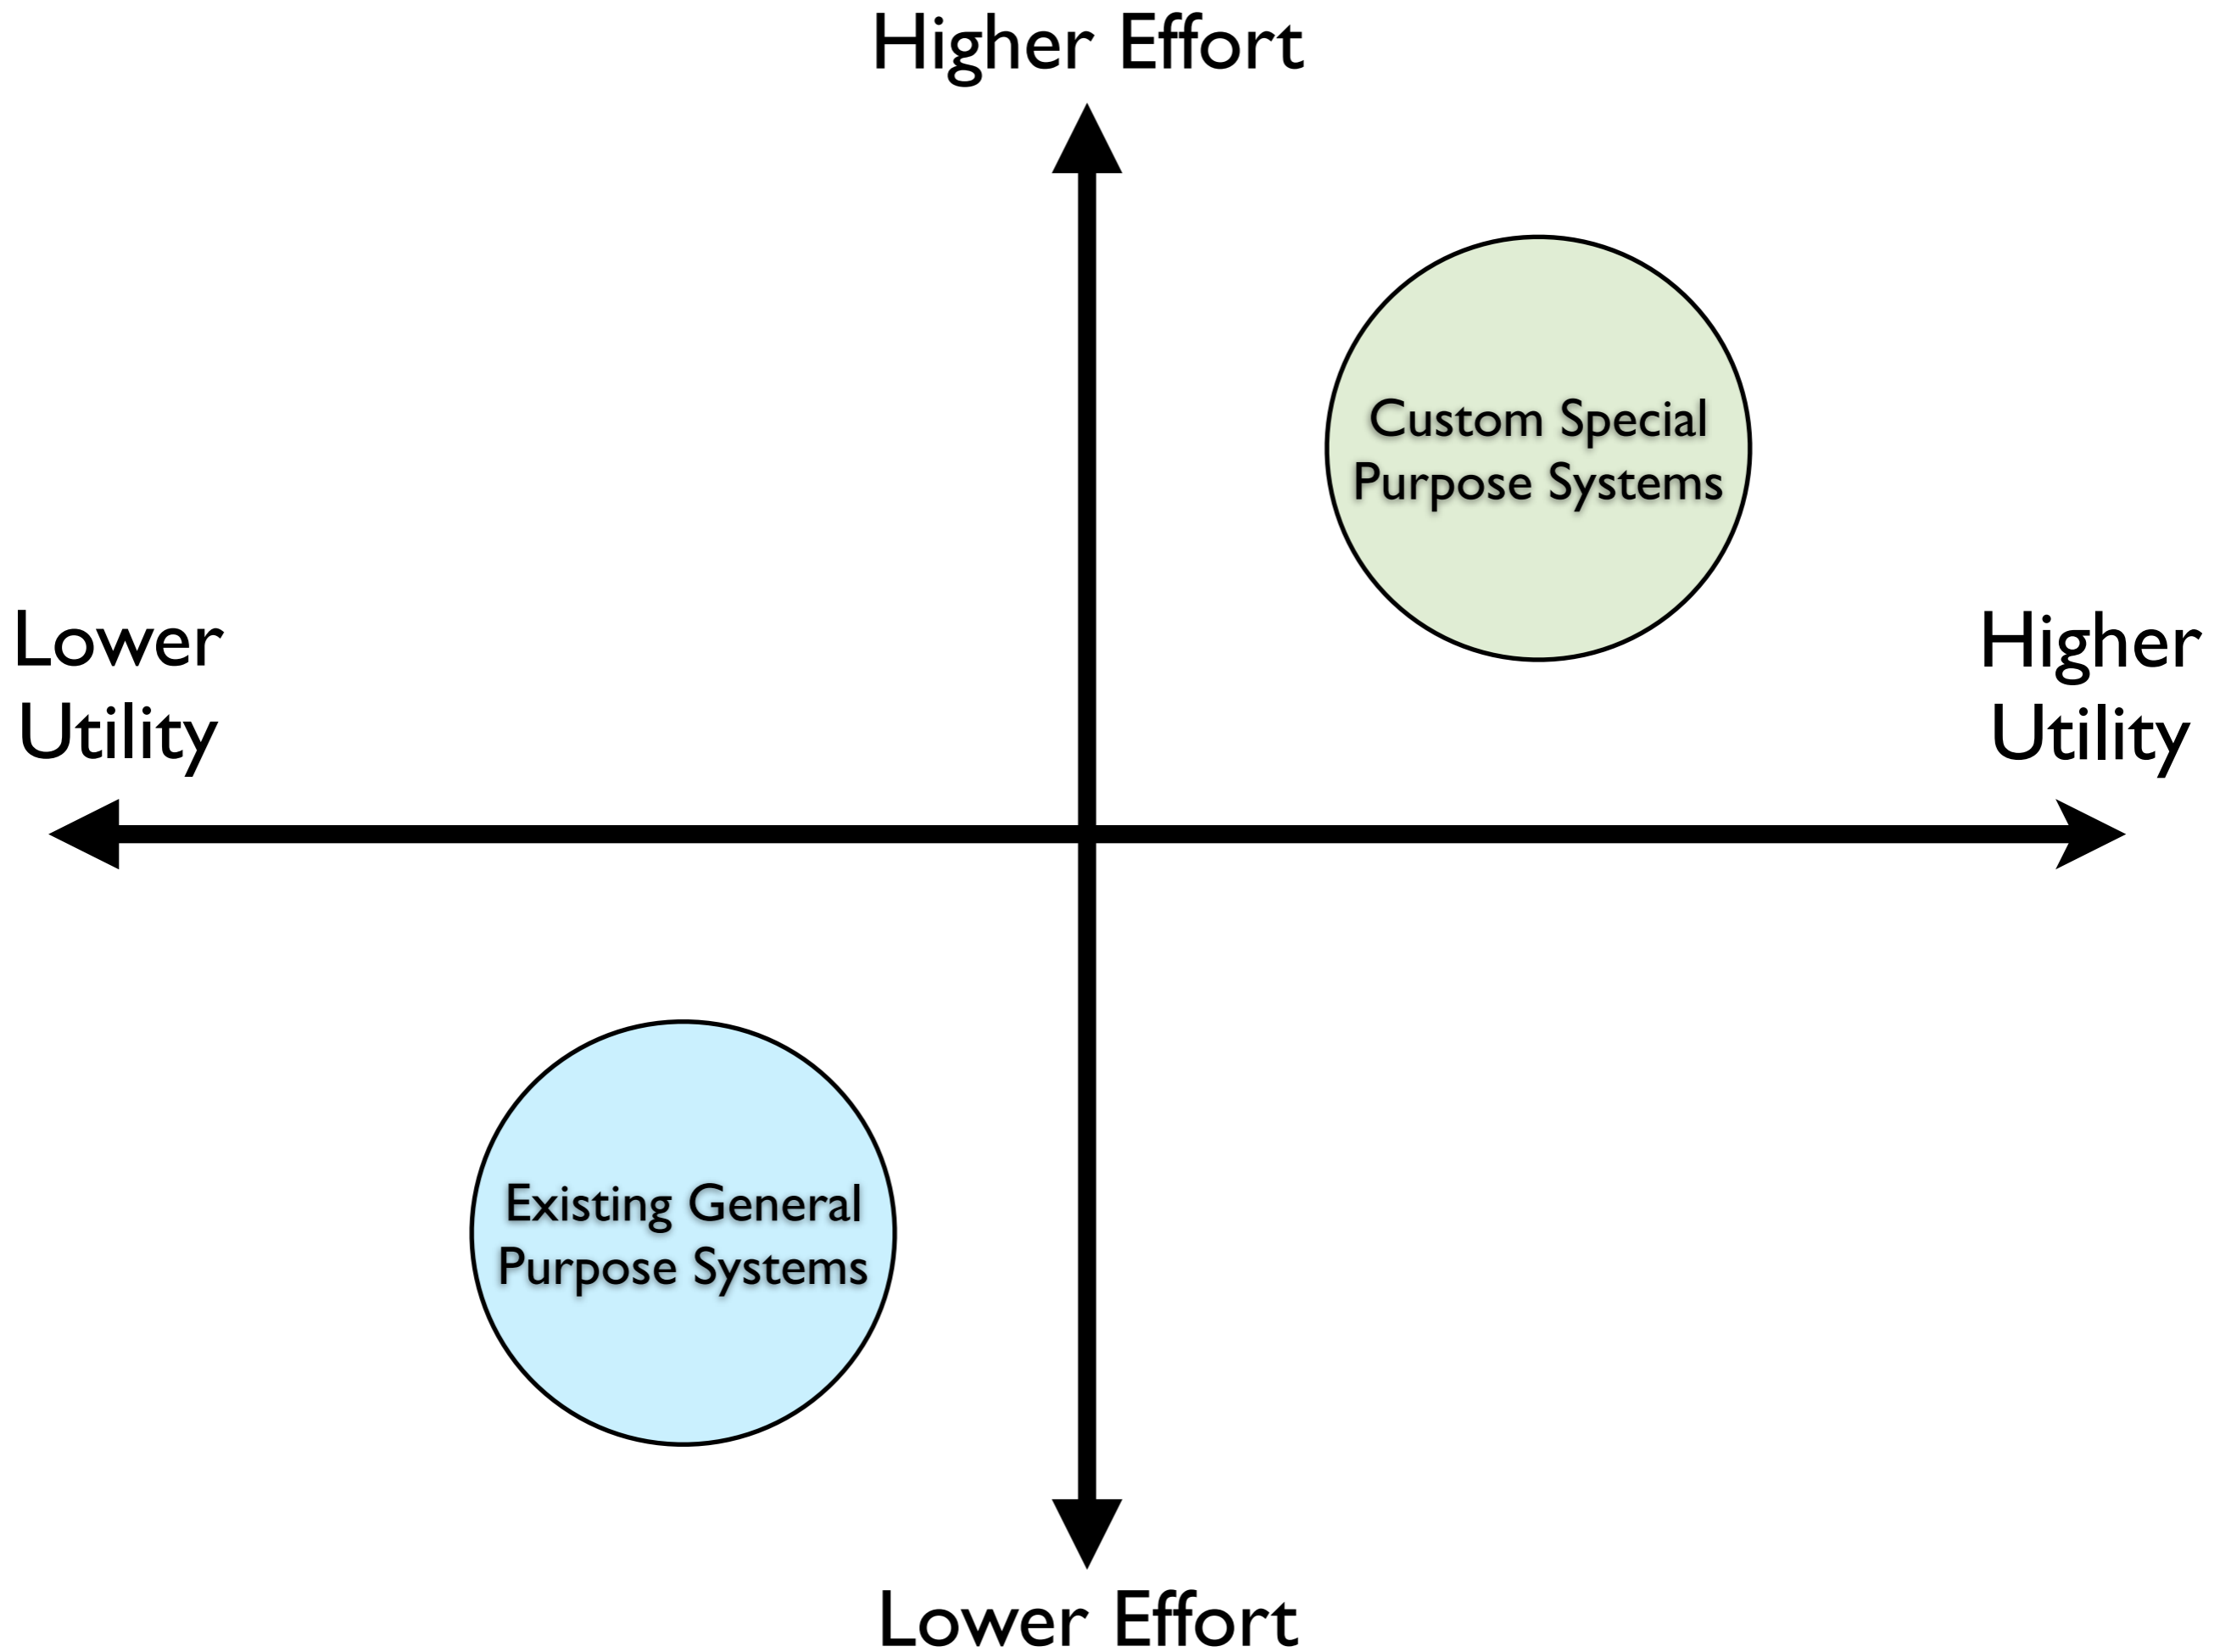 Higher Effort
Custom Special
Purpose Systems
Lower
Utility
Higher
Utility
Existing General
Purpose Systems
Lower Effort